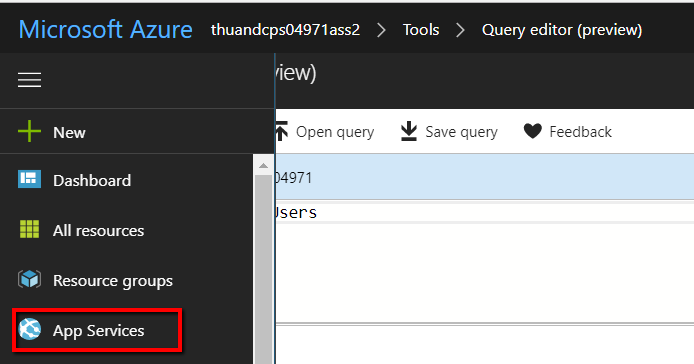 Microsoft Azure thuandcps04971ass2 > Tools > Query editor (preview)
view)
New
Open query Save query Feedback
Dashboard
04971
All resources
Users
Resource groups
App Services